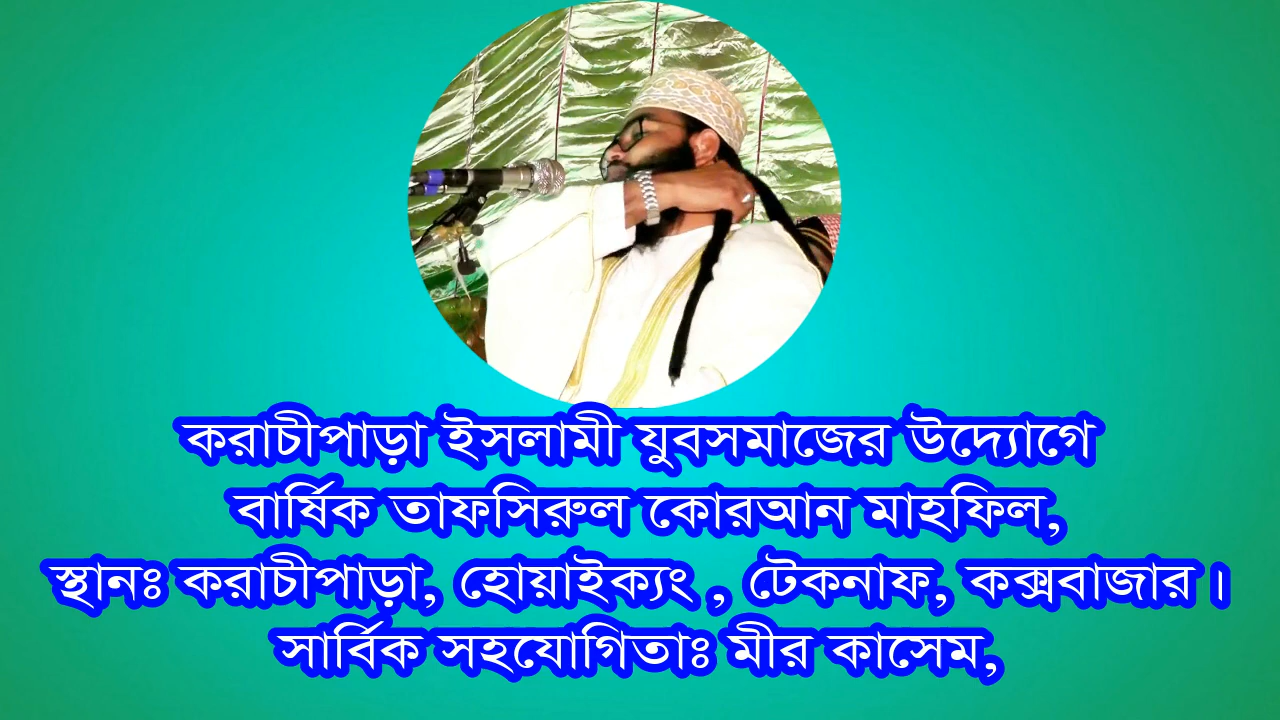 করাচীপাড়া ইসলামী যুবসমাজের উদ্যোগে
বার্ষিক তাফসিরুল কোরআন মাহফিল,
স্থানঃ করাচীপাড়া, হোয়াইক্যং , টেকনাফ, কক্সবাজার ।
সার্বিক সহযোগিতাঃ মীর কাসেম,